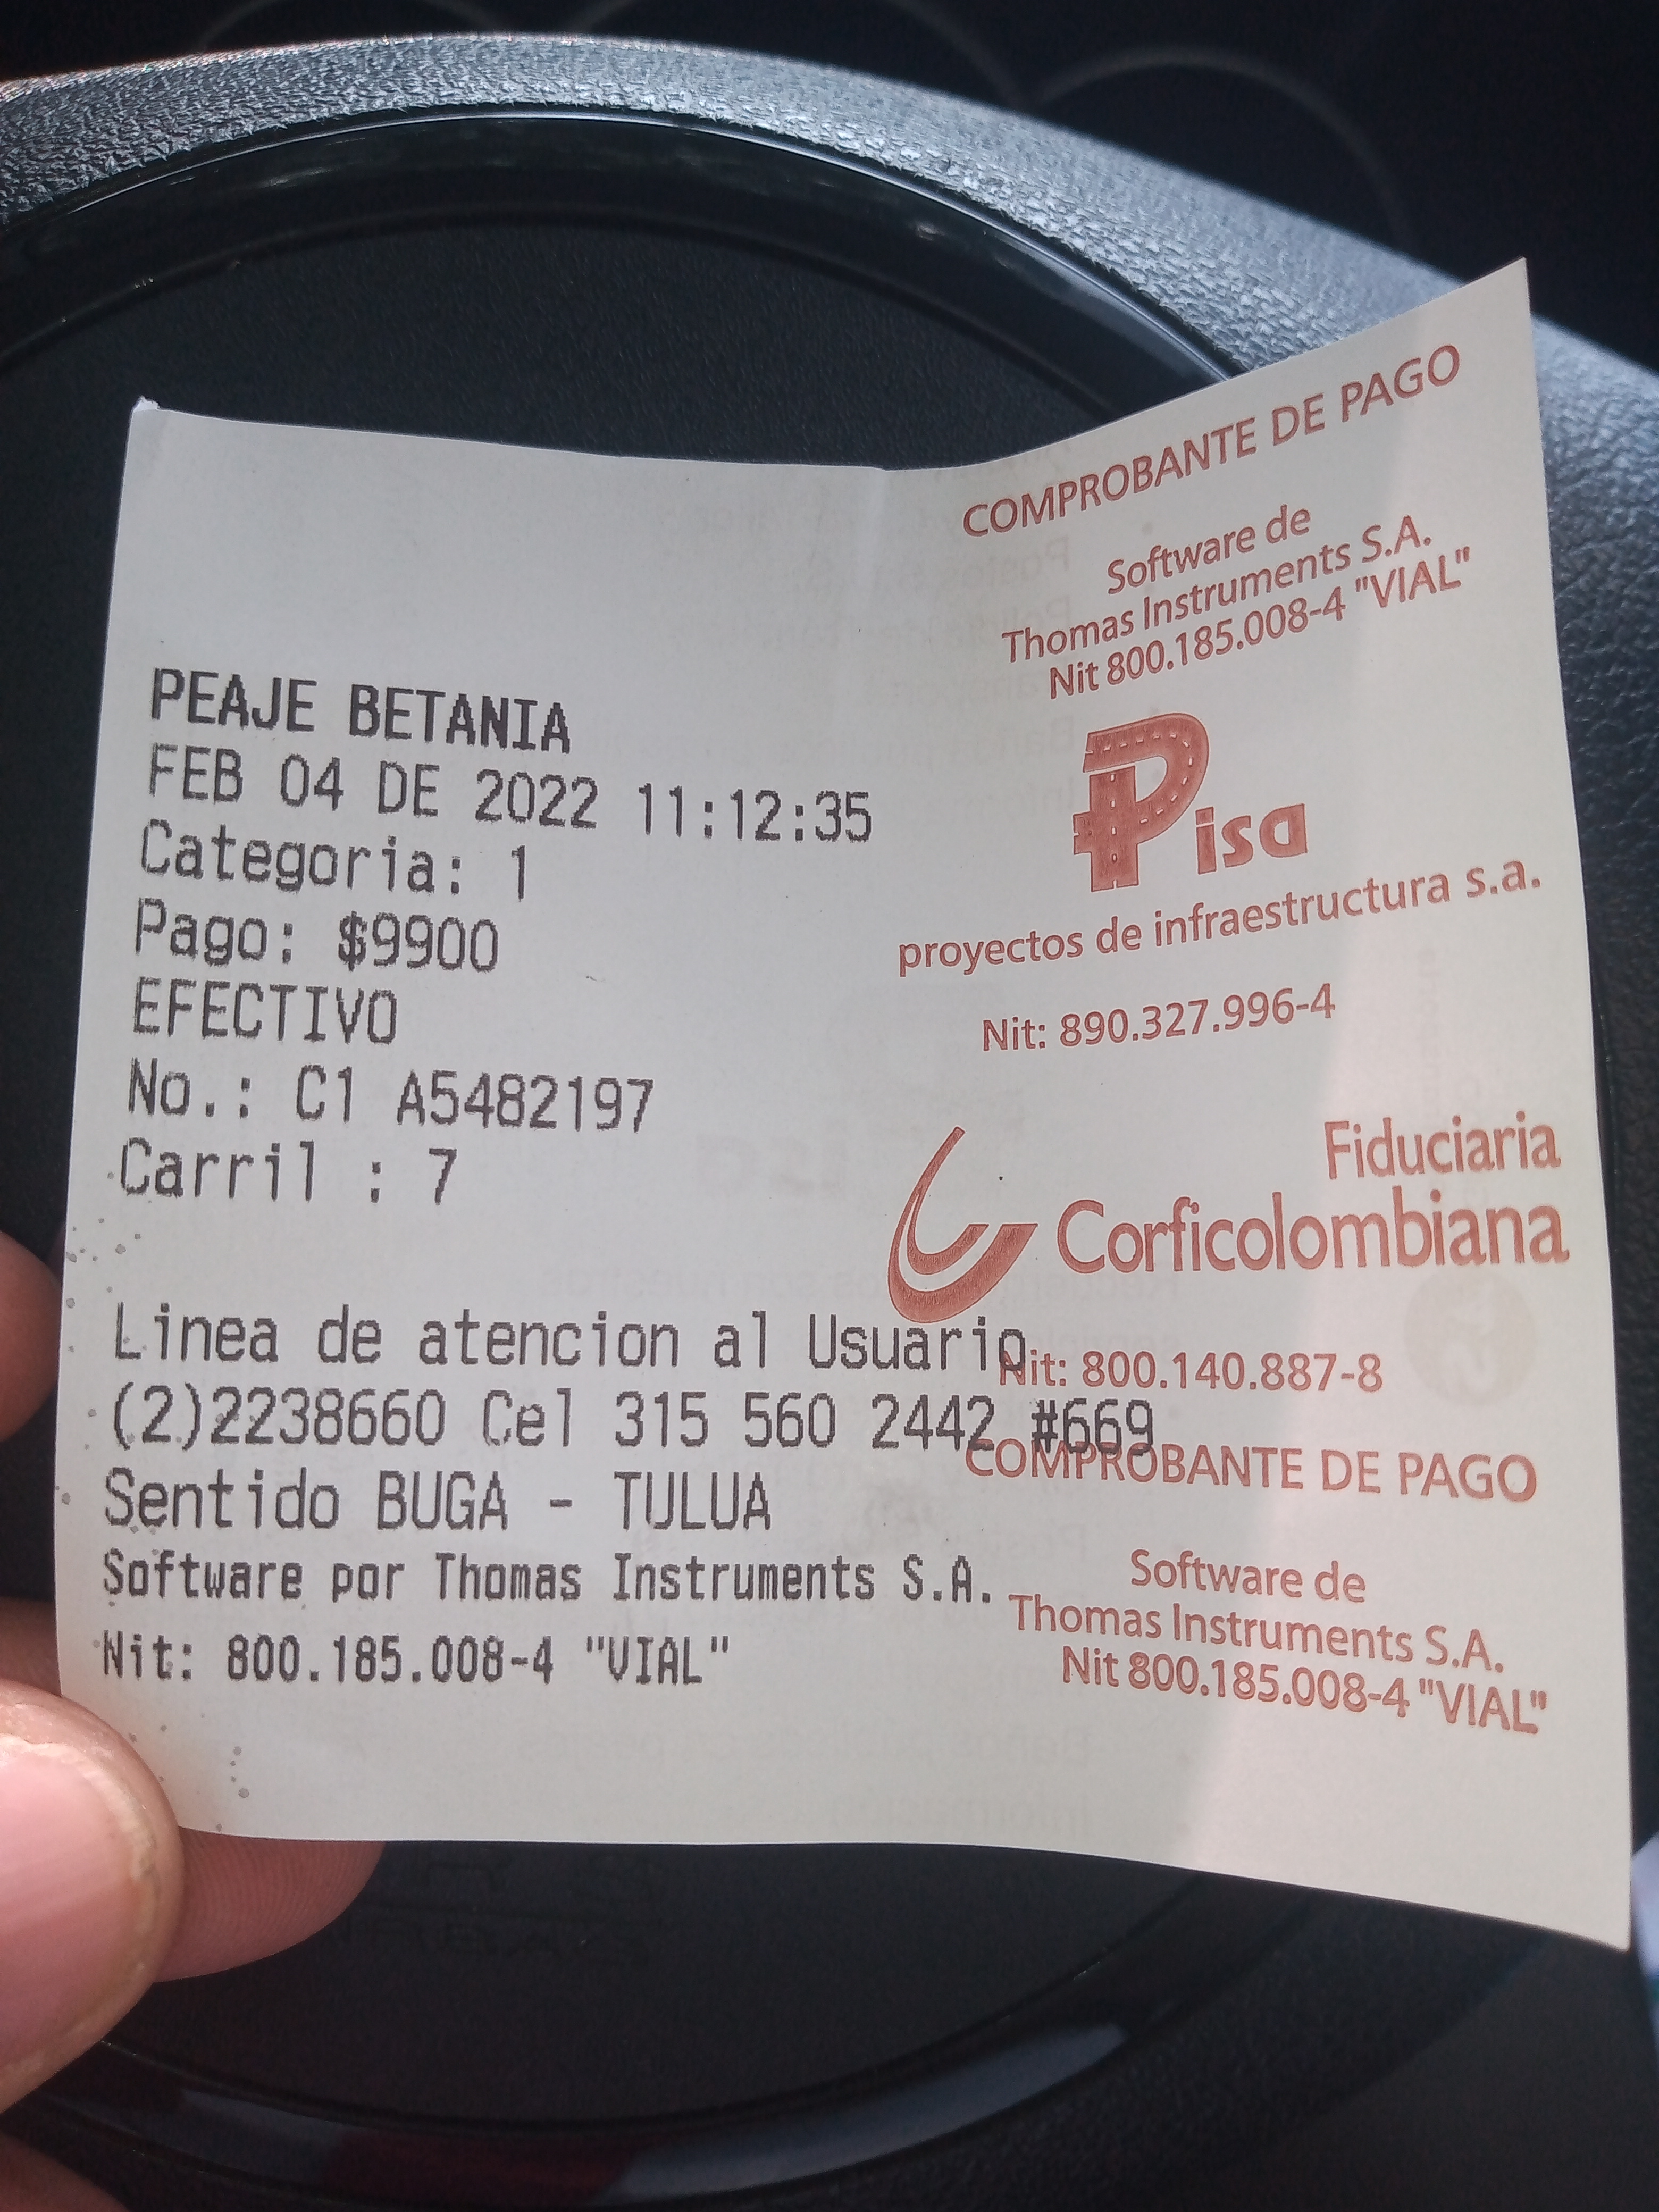 PEAJE BETANIA
FEB 04 DE 2022 11:12:35
Categoria: 1
Pago: $9900
EFECTIVO
No.: C1 A5482197
Carril : 7
Linea de atencion al Usuario
(2)2238660 Cel 315 560 2442 #669
Sentido BUGA - TULUA
Software por Thomas Instruments S.A.
Nit: 800.185.008-4 "VIAL"
COMPROBANTE DE PAGO
Software de
Thomas Instruments S.A.
Nit 800.185.008-4 "VIAL"
Pisa
proyectos de infraestructura s.a.
Nit: 890.327.996-4
Fiduciaria
Corficolombiana
Nit: 800.140.887-8
COMPROBANTE DE PAGO
Software de
Thomas Instruments S.A.
Nit 800.185.008-4 "VIAL"